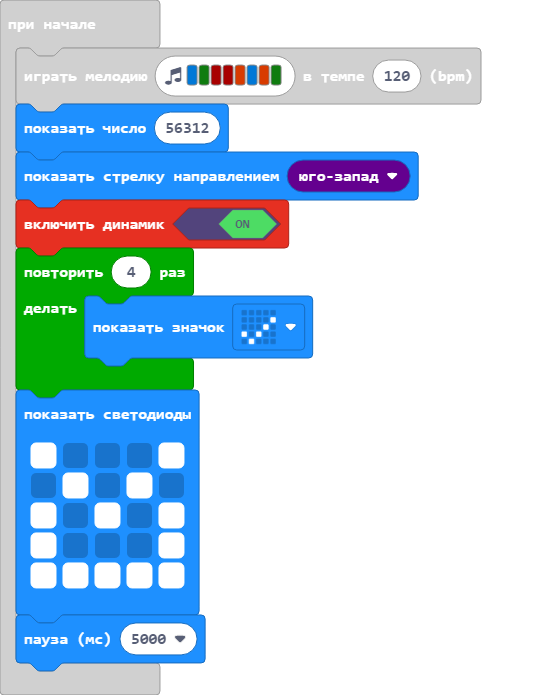 при начале
играть мелодию в темпе 120 (bpm)
показать число 56312
показать стрелку направлением юго-запад
включить динамик ON
повторить 4 раз
делать
показать значок
показать светодиоды
пауза (мс) 5000